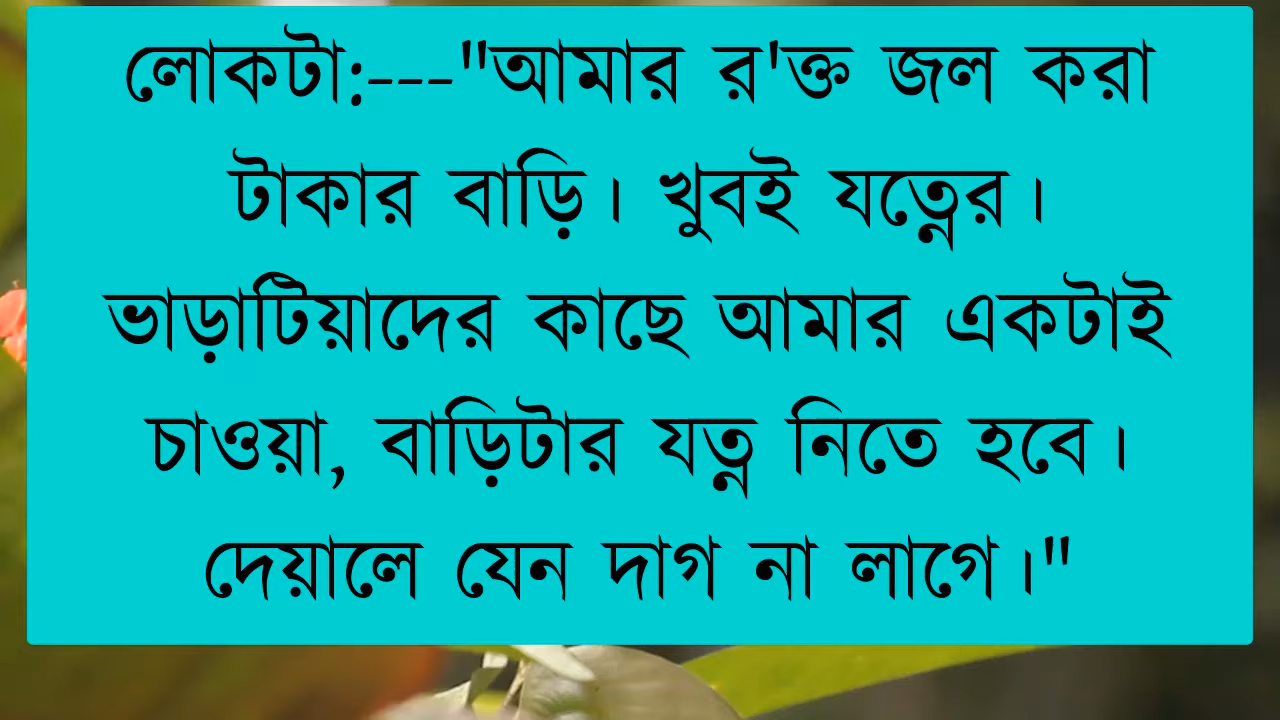 লোকটা:---"আমার র'ক্ত জল করা
টাকার বাড়ি। খুবই যত্নের।
ভাড়াটিয়াদের কাছে আমার একটাই
চাওয়া, বাড়িটার যত্ন নিতে হবে।
দেয়ালে যেন দাগ না লাগে।"